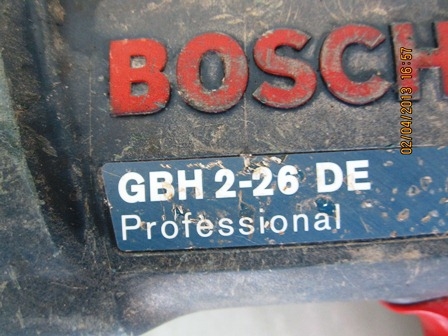 BOSCH
GBH 2-26 DE
Professional
02/04/2013 16:57